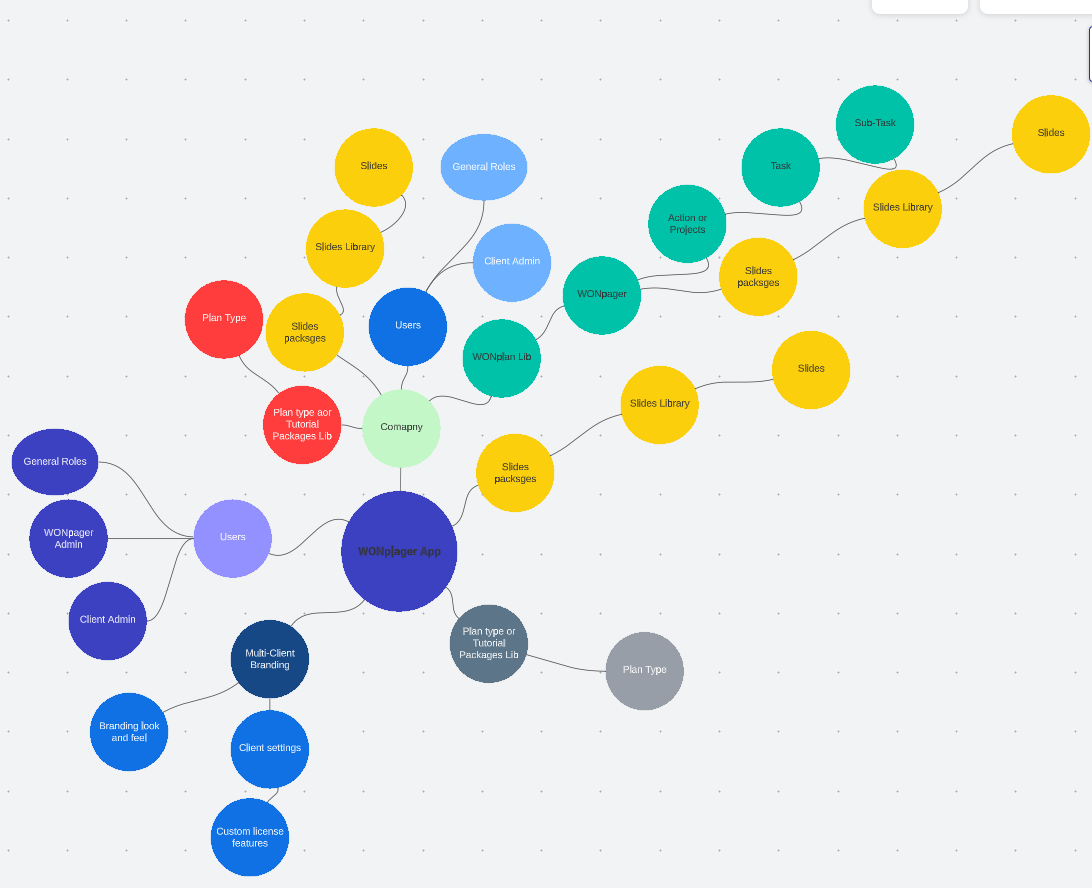 Sub-Task
Slides
Task
Slides
General Roles
Slides Library
Action or
Projects
Slides Library
Client Admin
Slides
packsges
WONpager
Plan Type
Slides
packsges
Users
WONplan Lib
Slides
Slides Library
Plan type aor
Tutorial
Packages Lib
Comapny
General Roles
Slides
packsges
WONpager
Admin
Users
WONpager App
Client Admin
Plan type or
Tutorial
Packages Lib
Multi-Client
Branding
Plan Type
Branding look
and feel
Client settings
Custom license
features